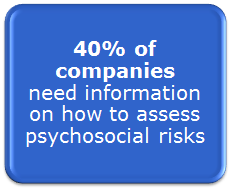 40% of
companies
need information
on how to assess
psychosocial risks